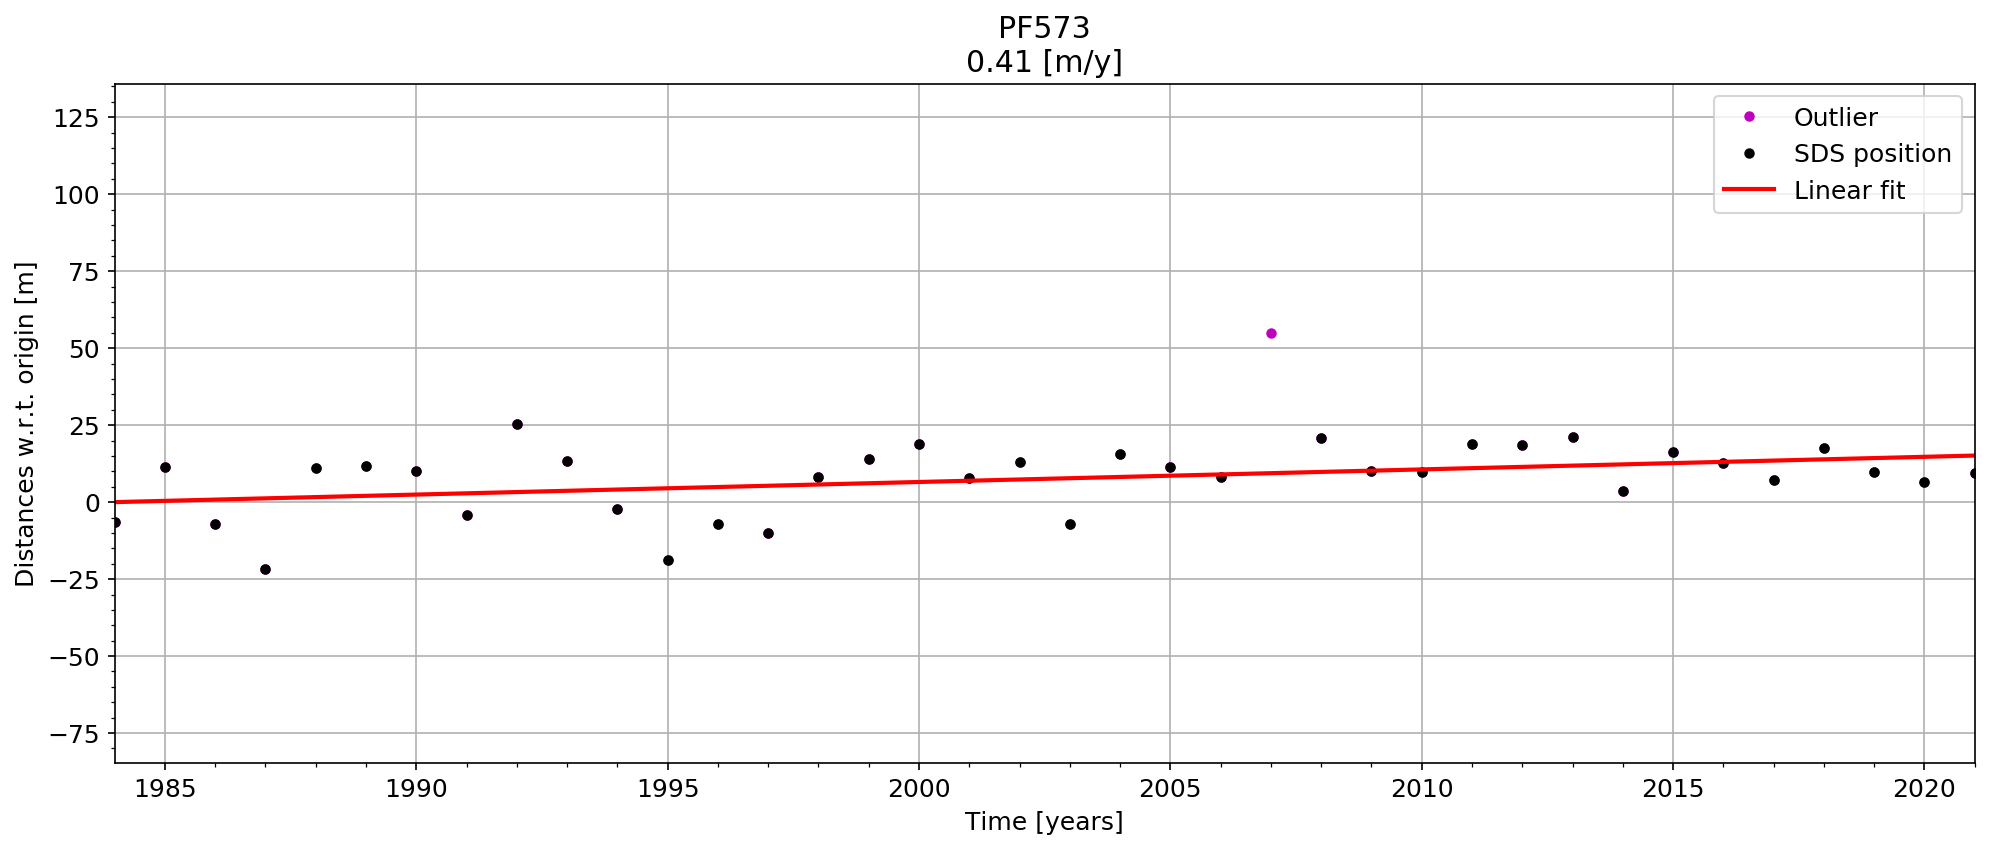 PF573
0.41 [m/y]
Outlier
SDS position
Linear fit
Distances w.r.t. origin [m]
125
100
75
50
25
0
−25
−50
−75
1985 1990 1995 2000 2005 2010 2015 2020
Time [years]